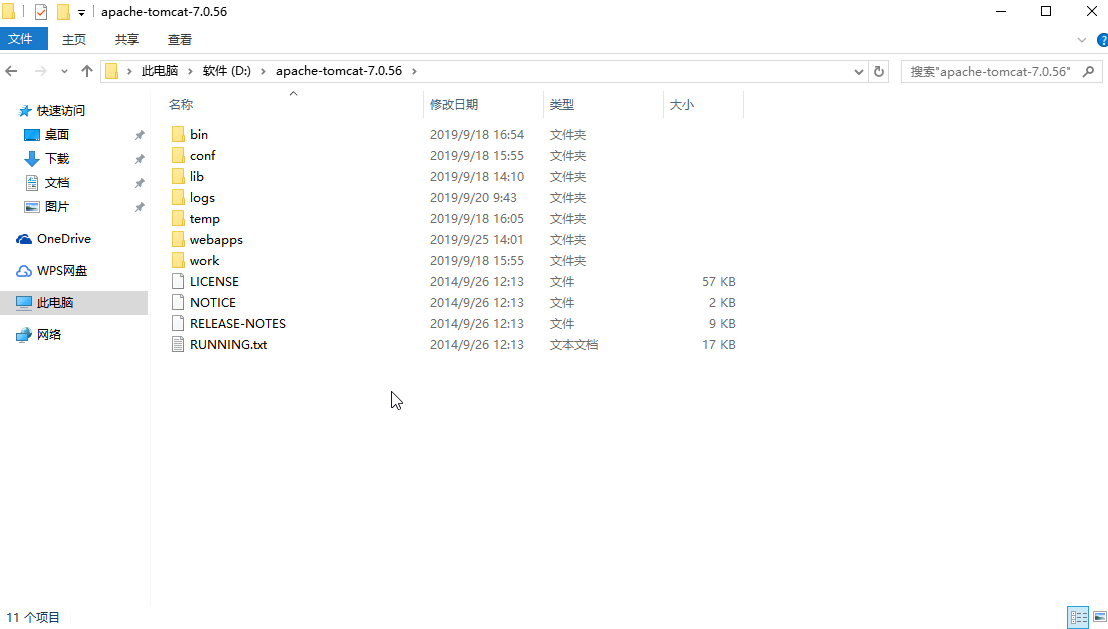 apache-tomcat-7.0.56
文件 主页 共享 查看
此电脑 软件 (D:) apache-tomcat-7.0.56 搜索"apache-tomcat-7.0.56"
快速访问
桌面
下载
文档
图片
OneDrive
WPS网盘
此电脑
网络
名称 修改日期 类型 大小
bin 2019/9/18 16:54 文件夹
conf 2019/9/18 15:55 文件夹
lib 2019/9/18 14:10 文件夹
logs 2019/9/20 9:43 文件夹
temp 2019/9/18 16:05 文件夹
webapps 2019/9/25 14:01 文件夹
work 2019/9/18 15:55 文件夹
LICENSE 2014/9/26 12:13 文件 57 KB
NOTICE 2014/9/26 12:13 文件 2 KB
RELEASE-NOTES 2014/9/26 12:13 文件 9 KB
RUNNING.txt 2014/9/26 12:13 文本文档 17 KB
11 个项目